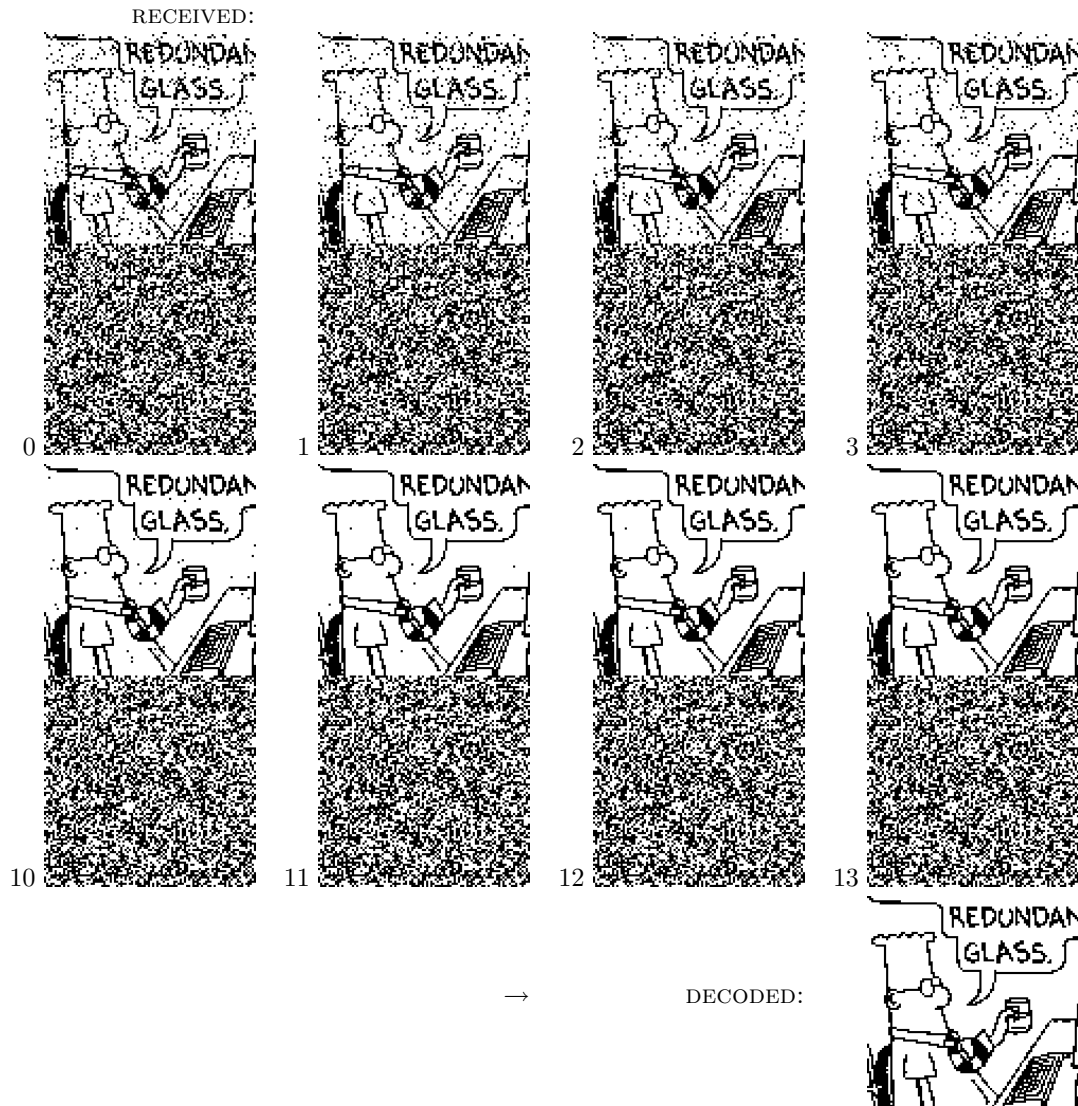 RECEIVED:
REDUNDAN REDUNDAN REDUNDAN REDUNDAN
GLASS. GLASS. GLASS. GLASS.
0 1 2 3
REDUNDAN REDUNDAN REDUNDAN REDUNDAN
GLASS. GLASS. GLASS. GLASS.
10 11 12 13
REDUNDAN
GLASS.
→ DECODED: